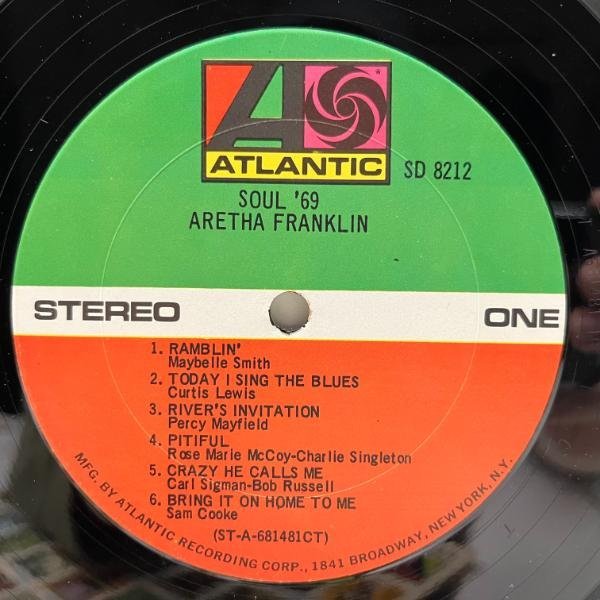 ATLANTIC
SD 8212
SOUL '69
ARETHA FRANKLIN
STEREO
ONE
1. RAMBLIN'
Maybelle Smith
2. TODAY I SING THE BLUES
Curtis Lewis
3. RIVER'S INVITATION
Percy Mayfield
4. PITIFUL
Rose Marie McCoy-Charlie Singleton
5. CRAZY HE CALLS ME
Carl Sigman-Bob Russell
6. BRING IT ON HOME TO ME
Sam Cooke
(ST-A-681481CT)
MFG. BY ATLANTIC RECORDING CORP., 1841 BROADWAY, NEW YORK, N.Y.